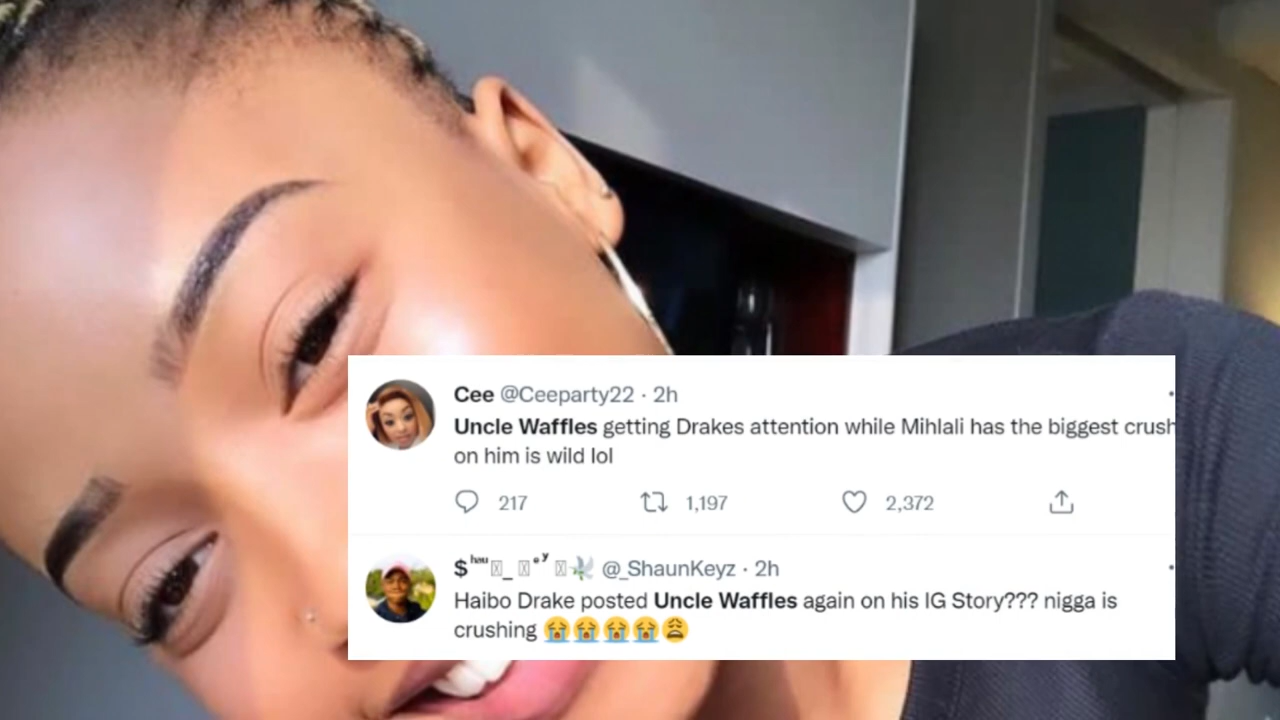 Cee @Ceeparty22 · 2h
Uncle Waffles getting Drakes attention while Mihlali has the biggest crush
on him is wild lol
217 1,197 2,372
@_ShaunKeyz · 2h
Haibo Drake posted Uncle Waffles again on his IG Story??? nigga is
crushing 😭😭😭😭😩